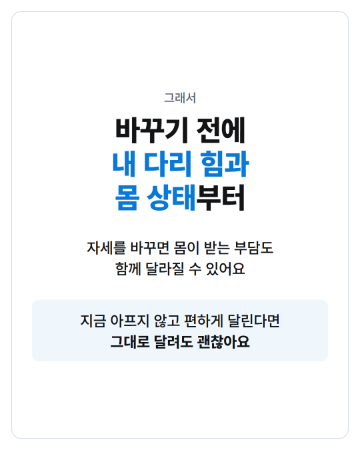 그래서
바꾸기 전에
내 다리 힘과
몸 상태부터
자세를 바꾸면 몸이 받는 부담도
함께 달라질 수 있어요
지금 아프지 않고 편하게 달린다면
그대로 달려도 괜찮아요